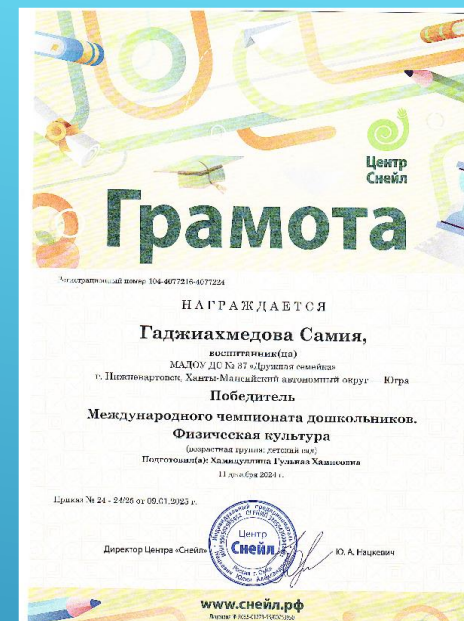 Центр
Снейл
Грамота
Регистрационный номер 104-4077216-4077224
НАГРАЖДАЕТСЯ
Гаджиахмедова Самия,
воспитанник(ца)
МАДОУ ДС № 37 «Дружная семейка»
г. Нижневартовск, Ханты-Мансийский автономный округ — Югра
Победитель
Международного чемпионата дошкольников.
Физическая культура
(возрастная группа: детский сад)
Подготовил(а): Хамидуллина Гульназ Хависовна
11 декабря 2024 г.
Приказ № 24 - 24/26 от 09.01.2025 г.
Центр
Снейл
Директор Центра «Снейл»
Ю. А. Нацкевич
www.снейл.рф